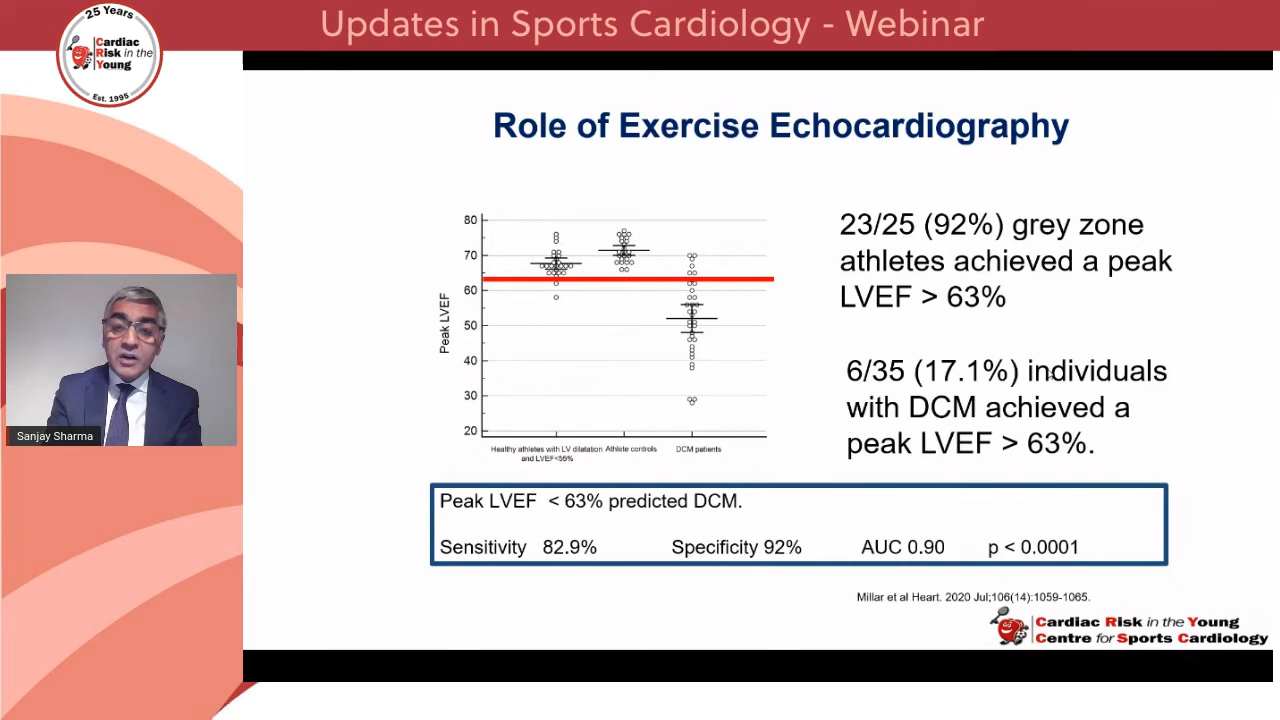 Updates in Sports Cardiology - Webinar
25 Years
Cardiac
Risk in the
Young
Est. 1995
Role of Exercise Echocardiography
80
70
60
50
40
30
20
Peak LVEF
Healthy athletes with LV dilatation
and LVEF<55%
Athlete controls
DCM patients
23/25 (92%) grey zone
athletes achieved a peak
LVEF > 63%
6/35 (17.1%) individuals
with DCM achieved a
peak LVEF > 63%.
Sanjay Sharma
Peak LVEF < 63% predicted DCM.
Sensitivity 82.9% Specificity 92% AUC 0.90 p < 0.0001
Millar et al Heart. 2020 Jul;106(14):1059-1065.
Cardiac Risk in the Young
Centre for Sports Cardiology